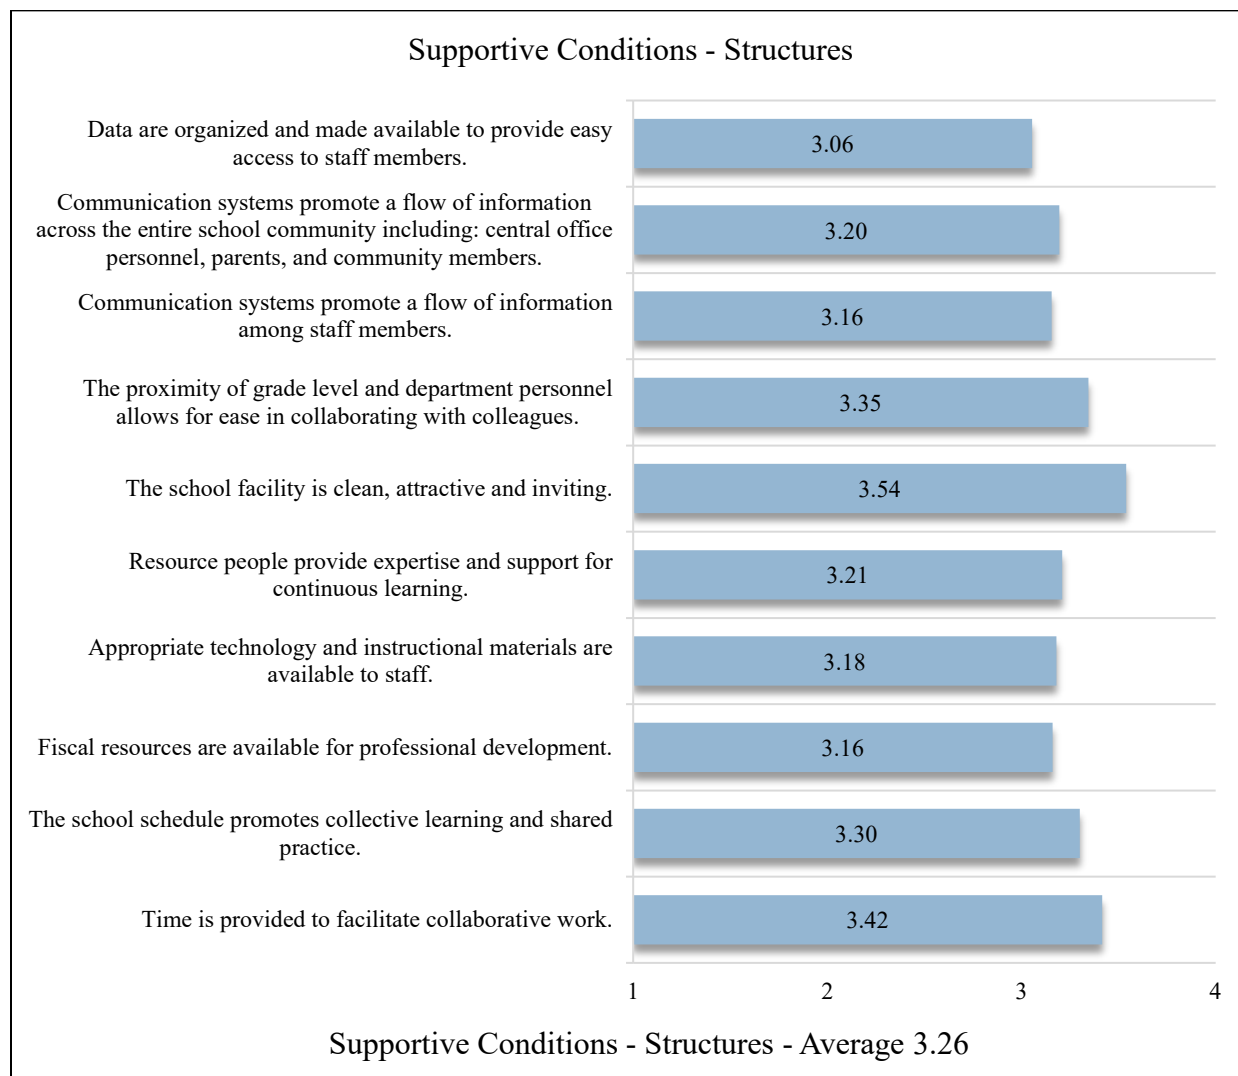 Supportive Conditions - Structures
Data are organized and made available to provide easy
access to staff members.
3.06
Communication systems promote a flow of information
across the entire school community including: central office
personnel, parents, and community members.
3.20
Communication systems promote a flow of information
among staff members.
3.16
The proximity of grade level and department personnel
allows for ease in collaborating with colleagues.
3.35
The school facility is clean, attractive and inviting.
3.54
Resource people provide expertise and support for
continuous learning.
3.21
Appropriate technology and instructional materials are
available to staff.
3.18
Fiscal resources are available for professional development.
3.16
The school schedule promotes collective learning and shared
practice.
3.30
Time is provided to facilitate collaborative work.
3.42
1 2 3 4
Supportive Conditions - Structures - Average 3.26